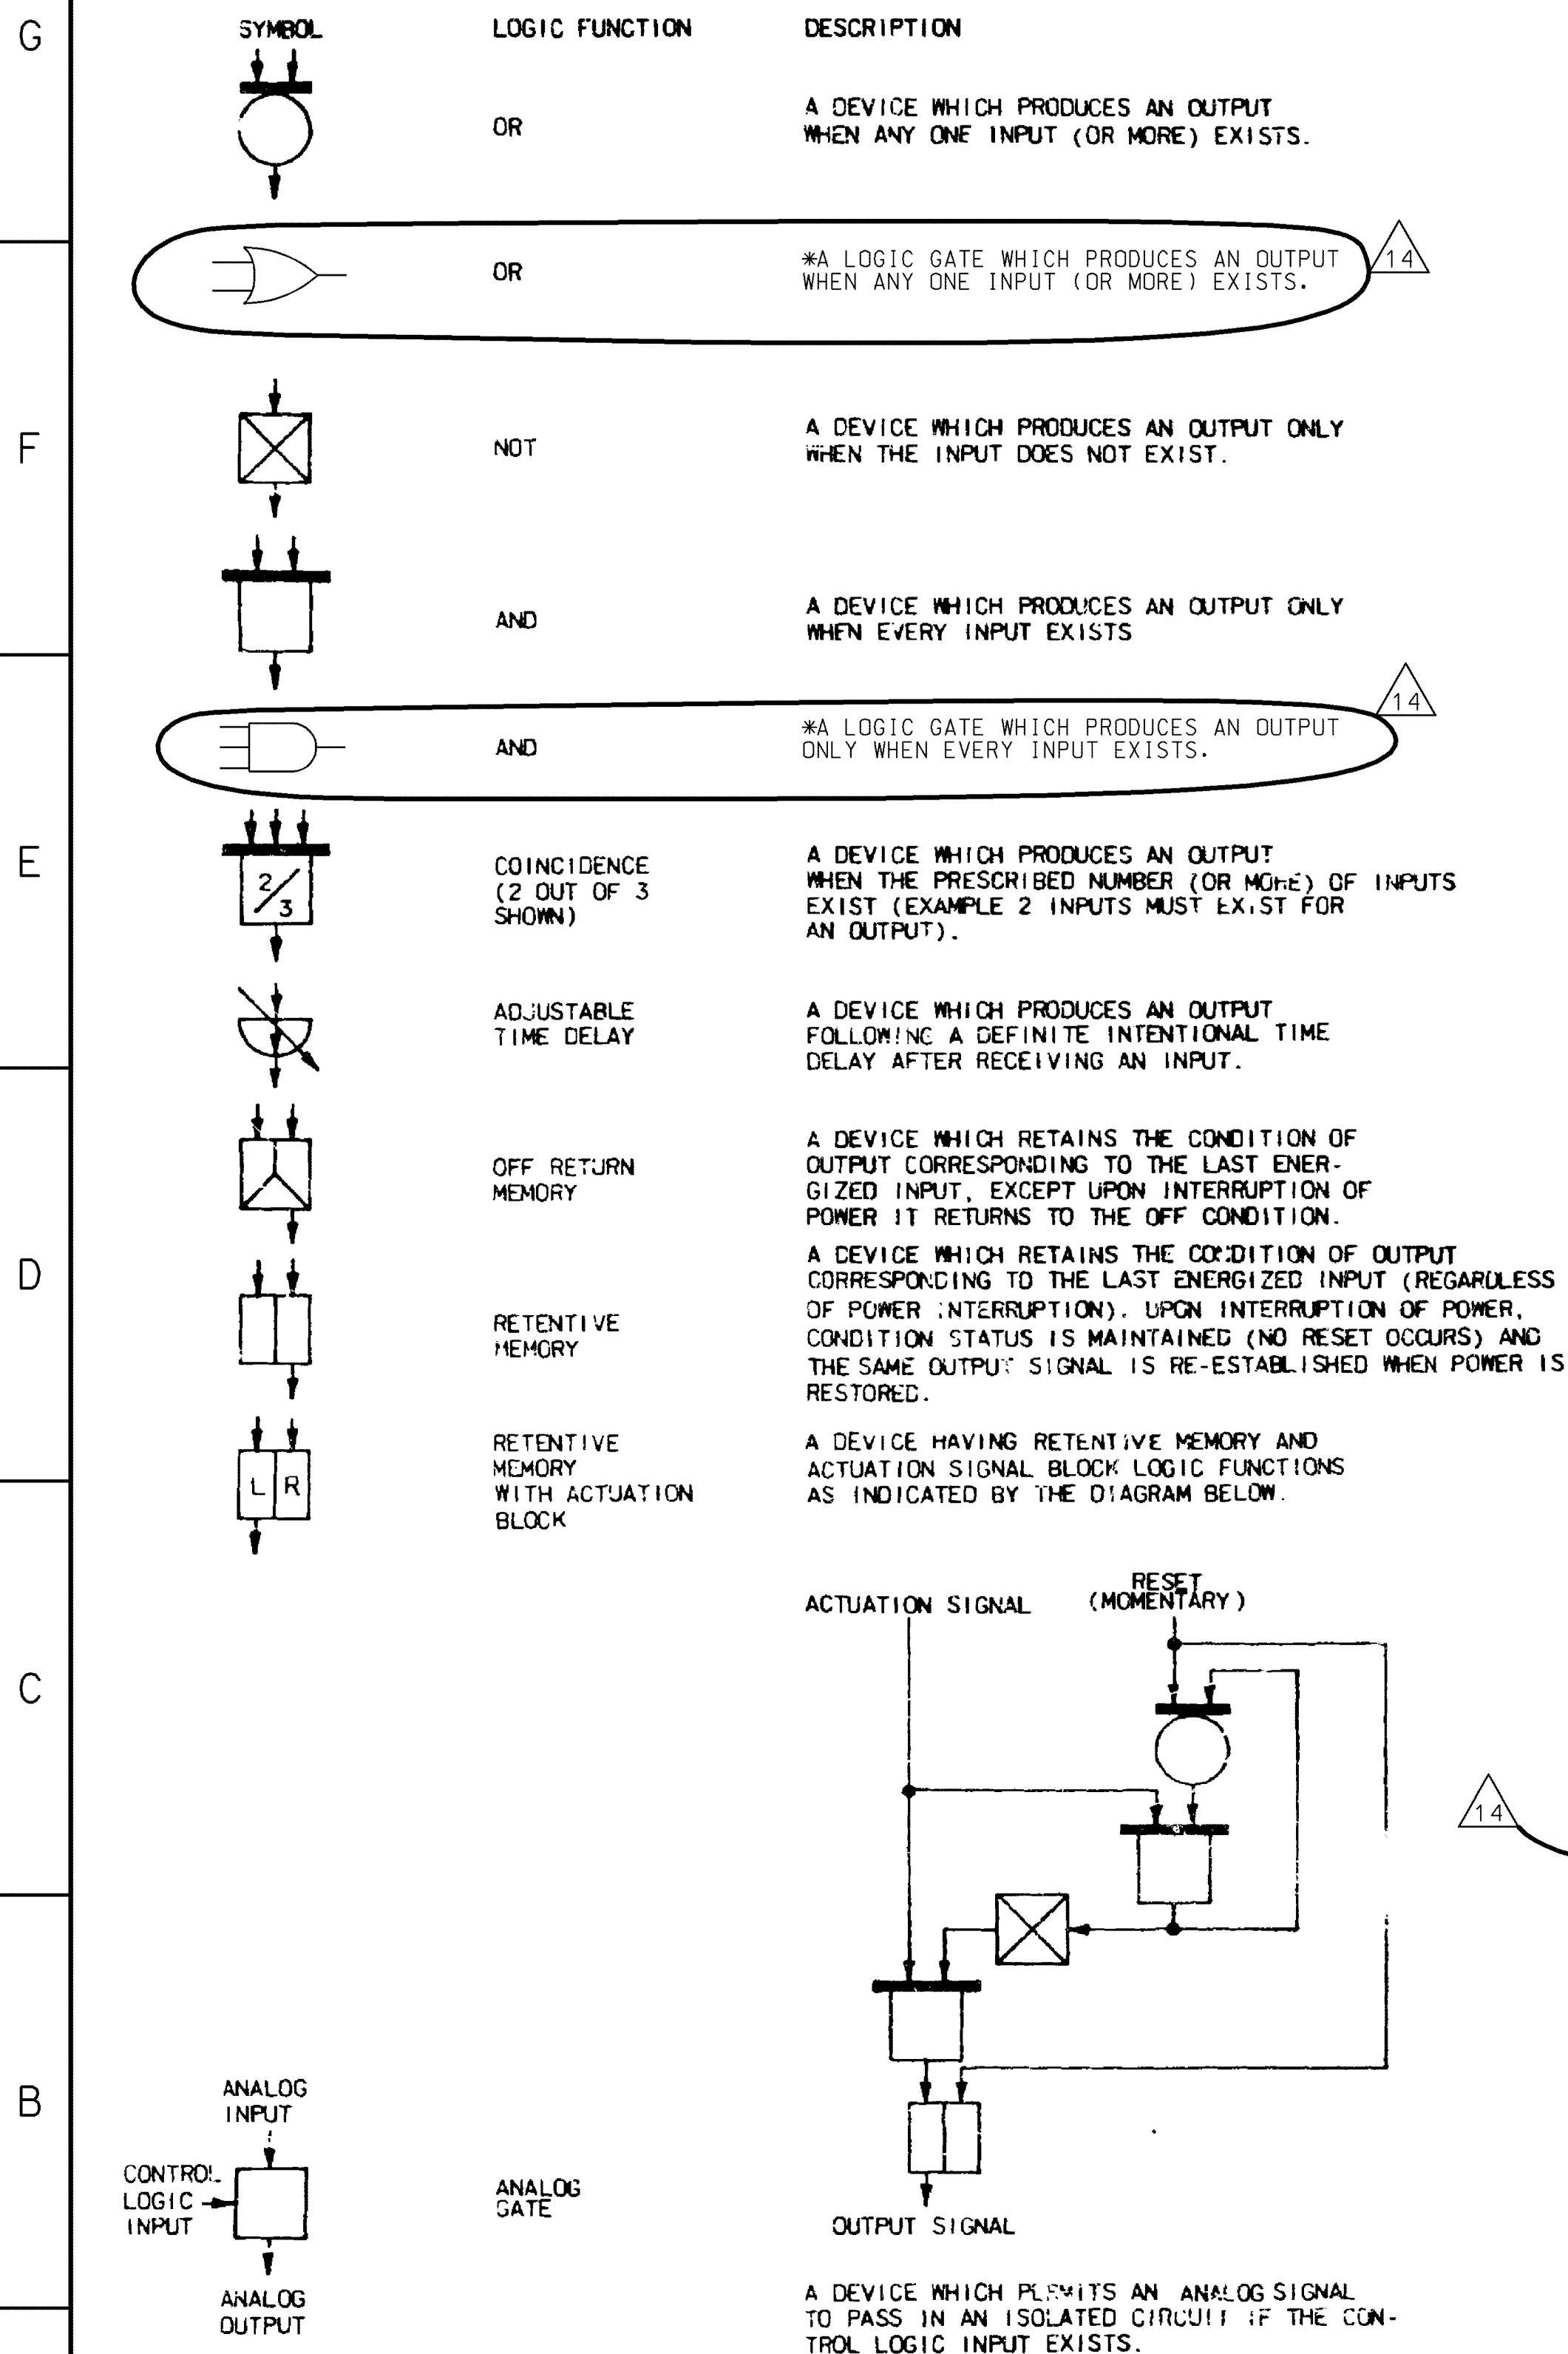 G
SYMBOL LOGIC FUNCTION DESCRIPTION
OR
A DEVICE WHICH PRODUCES AN OUTPUT
WHEN ANY ONE INPUT (OR MORE) EXISTS.
OR
*A LOGIC GATE WHICH PRODUCES AN OUTPUT
WHEN ANY ONE INPUT (OR MORE) EXISTS.
14
F
NOT
A DEVICE WHICH PRODUCES AN OUTPUT ONLY
WHEN THE INPUT DOES NOT EXIST.
AND
A DEVICE WHICH PRODUCES AN OUTPUT ONLY
WHEN EVERY INPUT EXISTS
AND
*A LOGIC GATE WHICH PRODUCES AN OUTPUT
ONLY WHEN EVERY INPUT EXISTS.
14
E
2/3
COINCIDENCE
(2 OUT OF 3
SHOWN)
A DEVICE WHICH PRODUCES AN OUTPUT
WHEN THE PRESCRIBED NUMBER (OR MORE) OF INPUTS
EXIST (EXAMPLE 2 INPUTS MUST EXIST FOR
AN OUTPUT).
ADJUSTABLE
TIME DELAY
A DEVICE WHICH PRODUCES AN OUTPUT
FOLLOWING A DEFINITE INTENTIONAL TIME
DELAY AFTER RECEIVING AN INPUT.
OFF RETURN
MEMORY
A DEVICE WHICH RETAINS THE CONDITION OF
OUTPUT CORRESPONDING TO THE LAST ENER-
GIZED INPUT, EXCEPT UPON INTERRUPTION OF
POWER IT RETURNS TO THE OFF CONDITION.
D
RETENTIVE
MEMORY
A DEVICE WHICH RETAINS THE CONDITION OF OUTPUT
CORRESPONDING TO THE LAST ENERGIZED INPUT (REGARDLESS
OF POWER INTERRUPTION). UPON INTERRUPTION OF POWER,
CONDITION STATUS IS MAINTAINED (NO RESET OCCURS) AND
THE SAME OUTPUT SIGNAL IS RE-ESTABLISHED WHEN POWER IS
RESTORED.
L R
RETENTIVE
MEMORY
WITH ACTUATION
BLOCK
A DEVICE HAVING RETENTIVE MEMORY AND
ACTUATION SIGNAL BLOCK LOGIC FUNCTIONS
AS INDICATED BY THE DIAGRAM BELOW.
ACTUATION SIGNAL
RESET
(MOMENTARY)
C
14
B
ANALOG
INPUT
CONTROL
LOGIC
INPUT
ANALOG
OUTPUT
ANALOG
GATE
OUTPUT SIGNAL
A DEVICE WHICH PERMITS AN ANALOG SIGNAL
TO PASS IN AN ISOLATED CIRCUIT IF THE CON-
TROL LOGIC INPUT EXISTS.